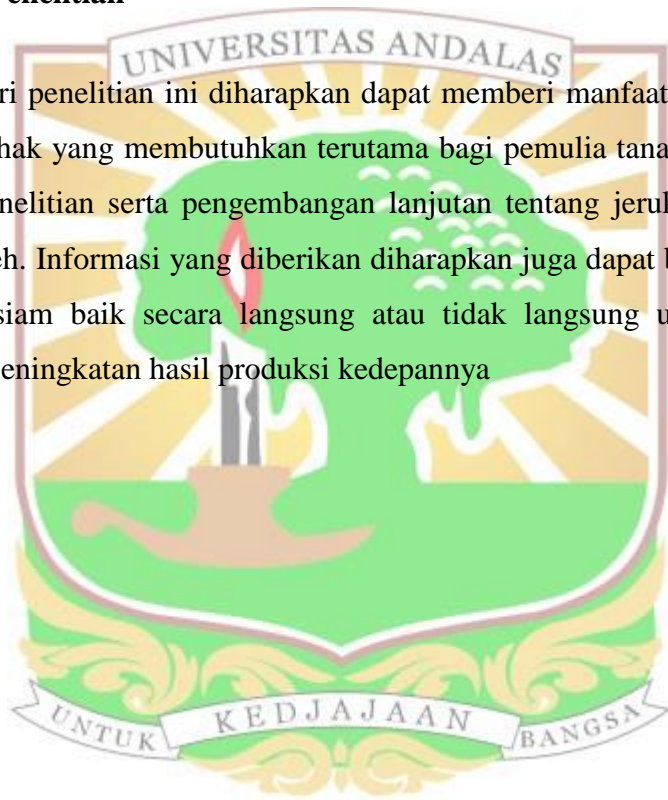 enelitian
UNIVERSITAS ANDALAS
ri penelitian ini diharapkan dapat memberi manfaat
hak yang membutuhkan terutama bagi pemulia tana
nelitian serta pengembangan lanjutan tentang jeruk
eh. Informasi yang diberikan diharapkan juga dapat b
siam baik secara langsung atau tidak langsung u
eningkatan hasil produksi kedepannya
UNTUK KEDJAJAAN BANGSA